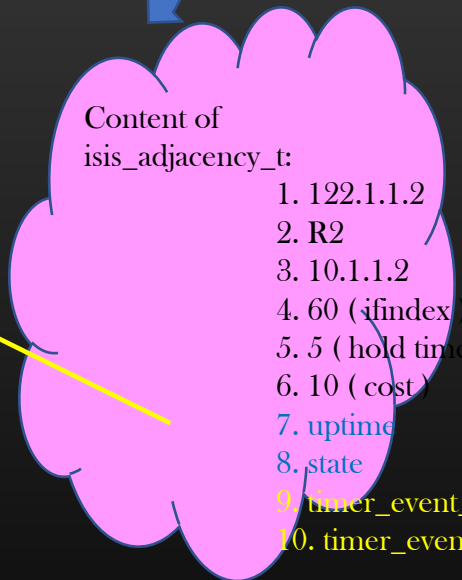 Content of
isis_adjacency_t:
1. 122.1.1.2
2. R2
3. 10.1.1.2
4. 60 ( ifindex )
5. 5 ( hold time
6. 10 ( cost )
7. uptime
8. state
9. timer_event_
10. timer_even